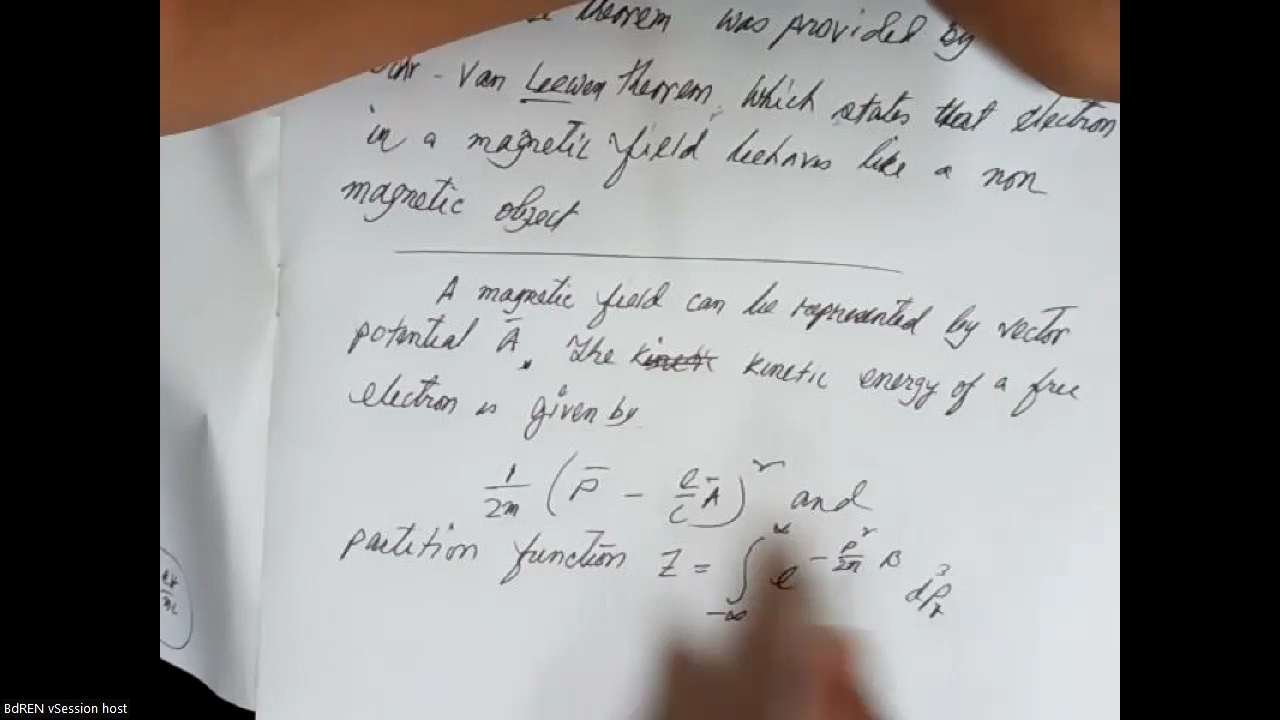 theorem was provided by
- Van Leewen theorem, which states that electron
in a magnetic field behaves like a non
magnetic object
A magnetic field can be represented by vector
potential A̅. The kinetic kinetic energy of a free
electron is given by
1/2m (P̅ - e/c A̅)² and
partition function Z = ∫ e^{-P²/2m β} d³P
-∞
BdREN vSession host